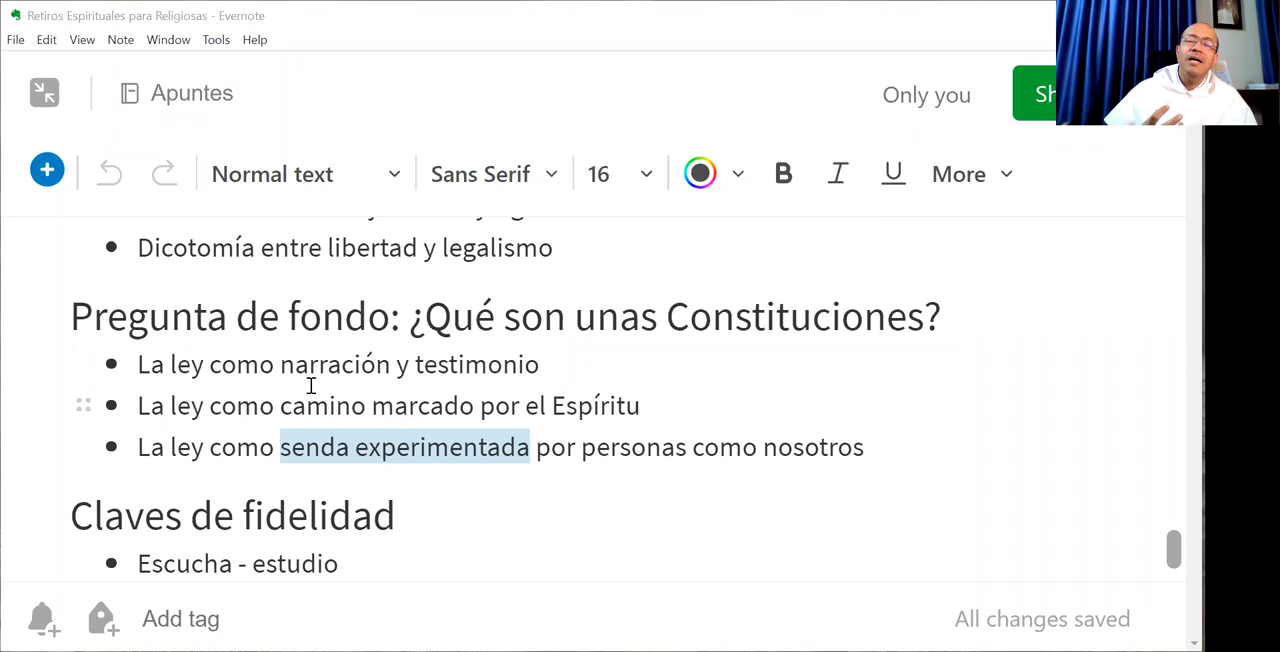 Retiros Espirituales para Religiosas - Evernote
File Edit View Note Window Tools Help
Apuntes
Only you
Normal text
Sans Serif
16
B I U More
Dicotomía entre libertad y legalismo
Pregunta de fondo: ¿Qué son unas Constituciones?
La ley como narración y testimonio
La ley como camino marcado por el Espíritu
La ley como senda experimentada por personas como nosotros
Claves de fidelidad
Escucha - estudio
Add tag
All changes saved